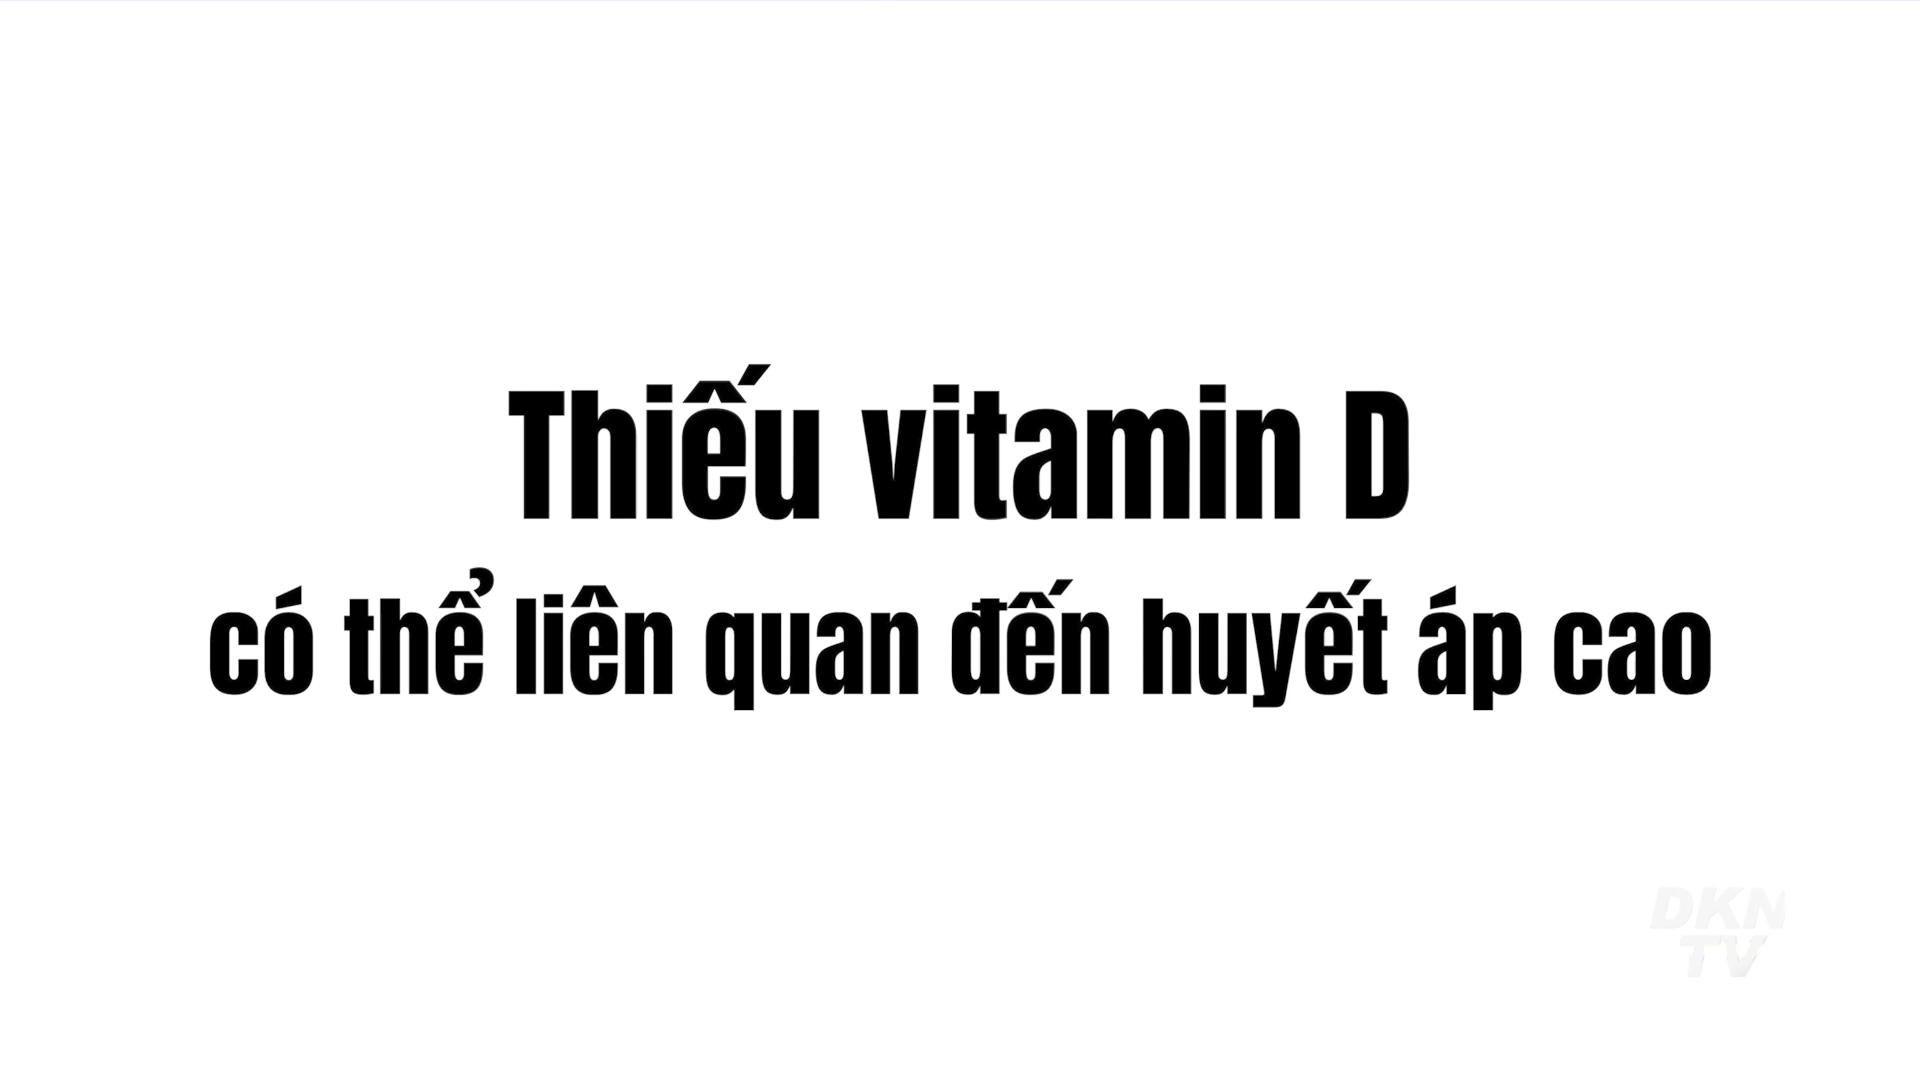 Thiếu vitamin D
có thể liên quan đến huyết áp cao
DKN
TV